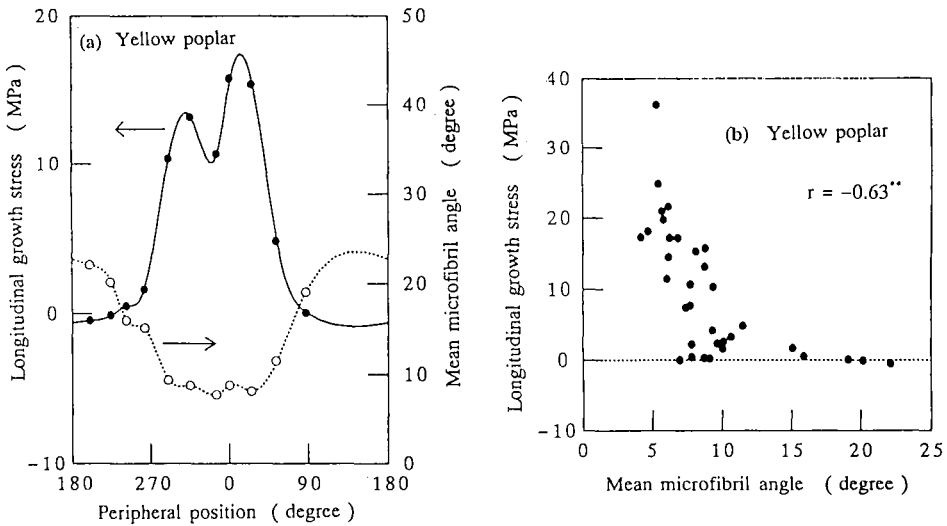 (a) Yellow poplar
Longitudinal growth stress ( MPa )
20
10
0
-10
Mean microfibril angle ( degree )
50
40
30
20
10
0
180 270 0 90 180
Peripheral position ( degree )
(b) Yellow poplar
r = -0.63**
Longitudinal growth stress ( MPa )
40
30
20
10
0
-10
0 5 10 15 20 25
Mean microfibril angle ( degree )